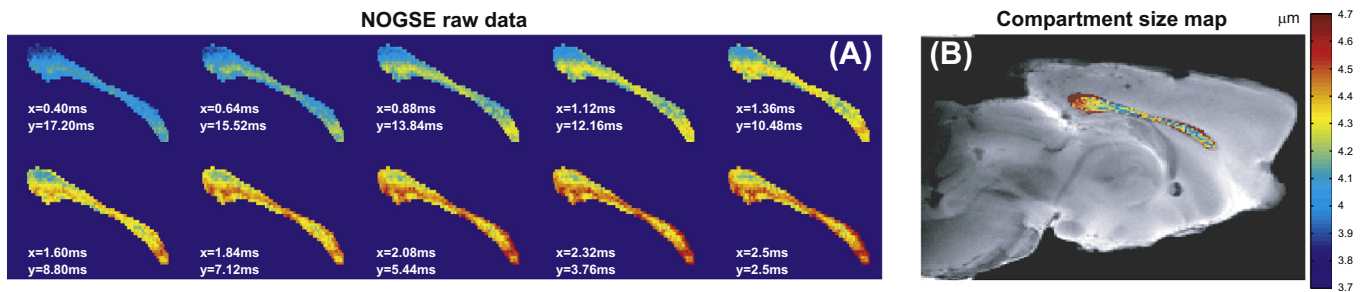 NOGSE raw data
(A)
x=0.40ms
y=17.20ms
x=0.64ms
y=15.52ms
x=0.88ms
y=13.84ms
x=1.12ms
y=12.16ms
x=1.36ms
y=10.48ms
x=1.60ms
y=8.80ms
x=1.84ms
y=7.12ms
x=2.08ms
y=5.44ms
x=2.32ms
y=3.76ms
x=2.5ms
y=2.5ms
Compartment size map
(B)
μm
4.7
4.6
4.5
4.4
4.3
4.2
4.1
4
3.9
3.8
3.7